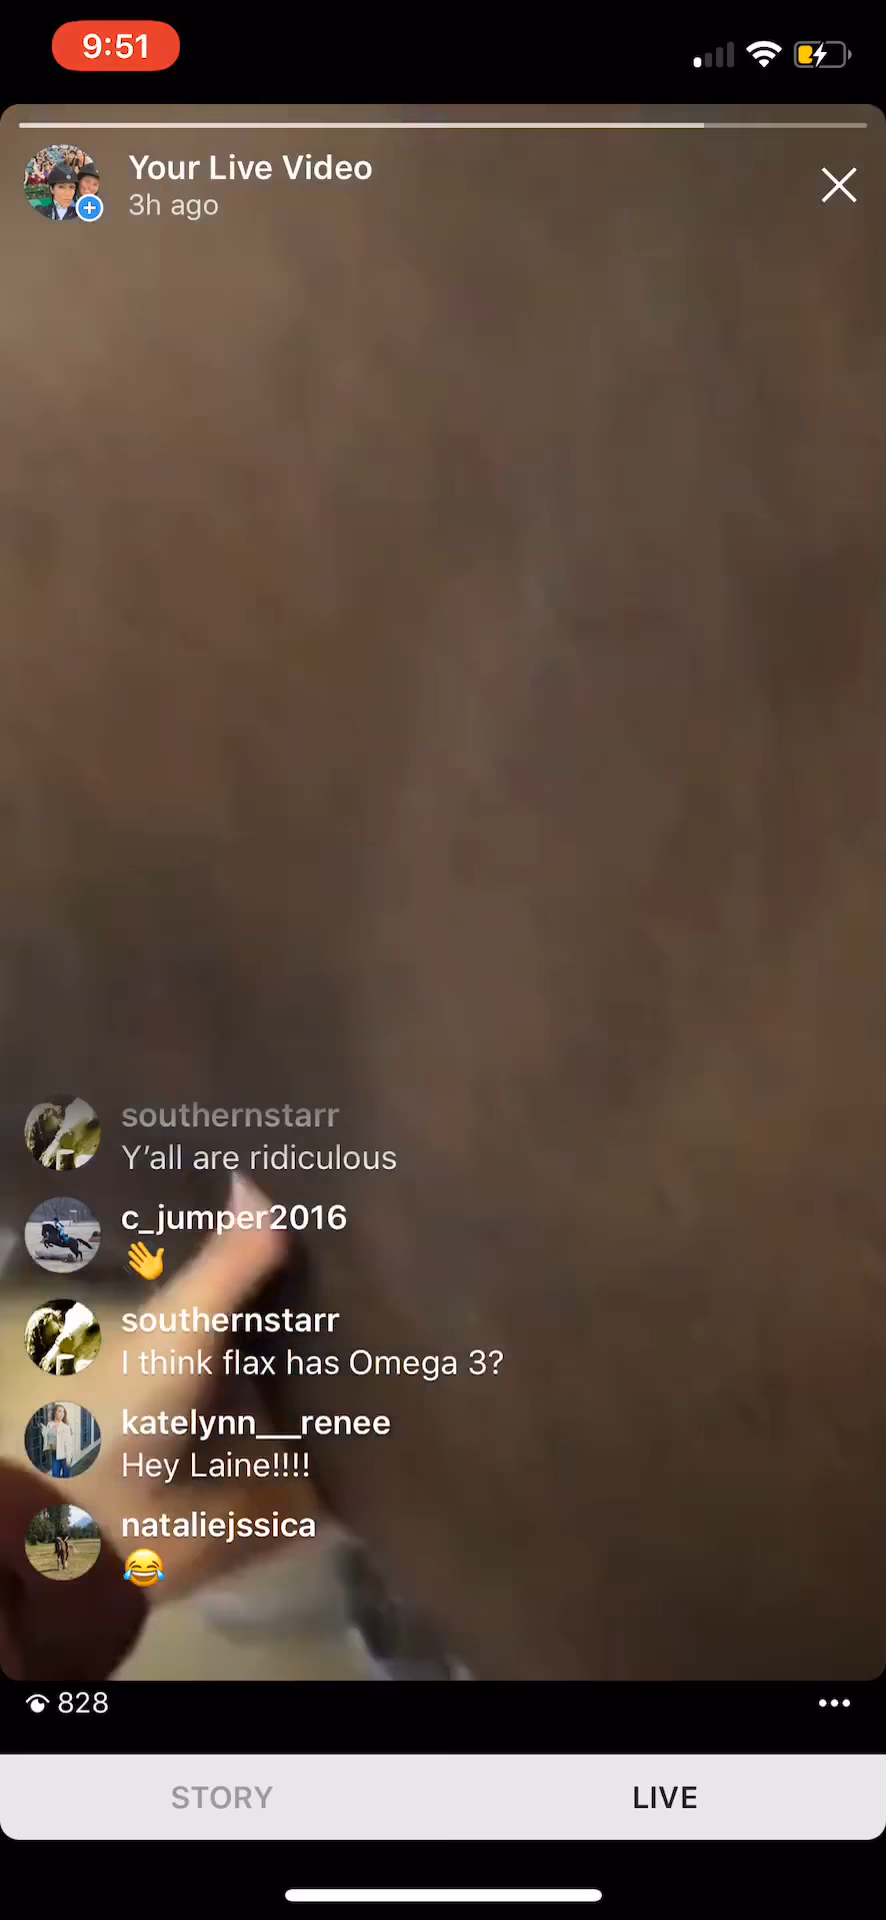 9:51
Your Live Video
3h ago
southernstarr
Y'all are ridiculous
c_jumper2016
👋
southernstarr
I think flax has Omega 3?
katelynn___renee
Hey Laine!!!!
nataliejssica
😂
828
STORY
LIVE